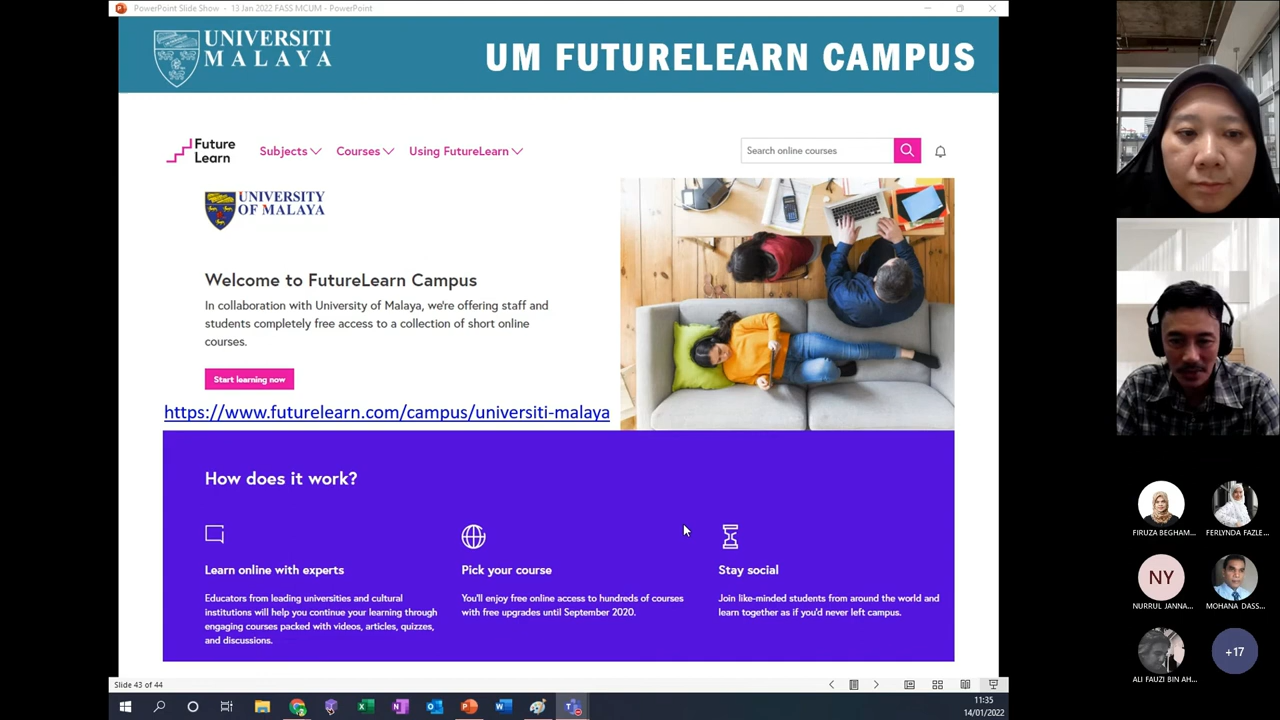 PowerPoint Slide Show - 13 Jan 2022 FASS MCUM - PowerPoint
UNIVERSITI
MALAYA
UM FUTURELEARN CAMPUS
Future
Learn
Subjects
Courses
Using FutureLearn
Search online courses
UNIVERSITY
OF MALAYA
Welcome to FutureLearn Campus
In collaboration with University of Malaya, we're offering staff and
students completely free access to a collection of short online
courses.
Start learning now
https://www.futurelearn.com/campus/universiti-malaya
How does it work?
Learn online with experts
Educators from leading universities and cultural
institutions will help you continue your learning through
engaging courses packed with videos, articles, quizzes,
and discussions.
Pick your course
You'll enjoy free online access to hundreds of courses
with free upgrades until September 2020.
Stay social
Join like-minded students from around the world and
learn together as if you'd never left campus.
FIRUZA BEGHAM...
FERLYNDA FAZLE...
NY
NURRUL JANNA...
MOHANA DASS...
ALI FAUZI BIN AH...
+17
Slide 43 of 44
11:35
14/01/2022